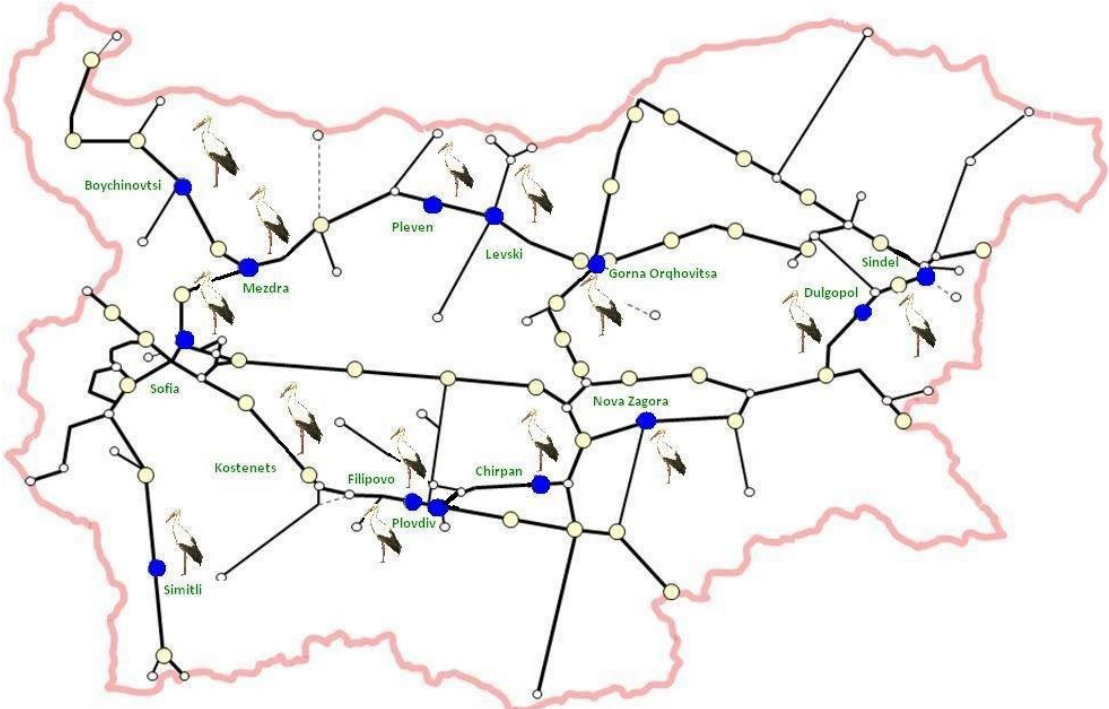 Boychinovtsi
Pleven
Levski
Mezdra
Gorna Orqhovitsa
Sindel
Dulgopol
Sofia
Nova Zagora
Kostenets
Filipovo
Chirpan
Plovdiv
Simitli